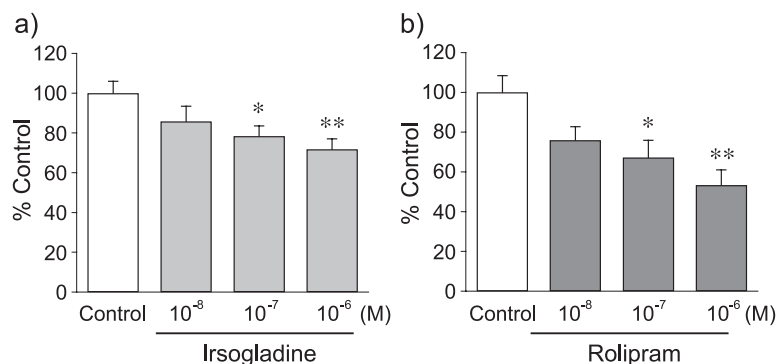 a)
% Control
120
100
80
60
40
20
0
*
**
Control 10⁻⁸ 10⁻⁷ 10⁻⁶ (M)
Irsogladine
b)
% Control
120
100
80
60
40
20
0
*
**
Control 10⁻⁸ 10⁻⁷ 10⁻⁶ (M)
Rolipram